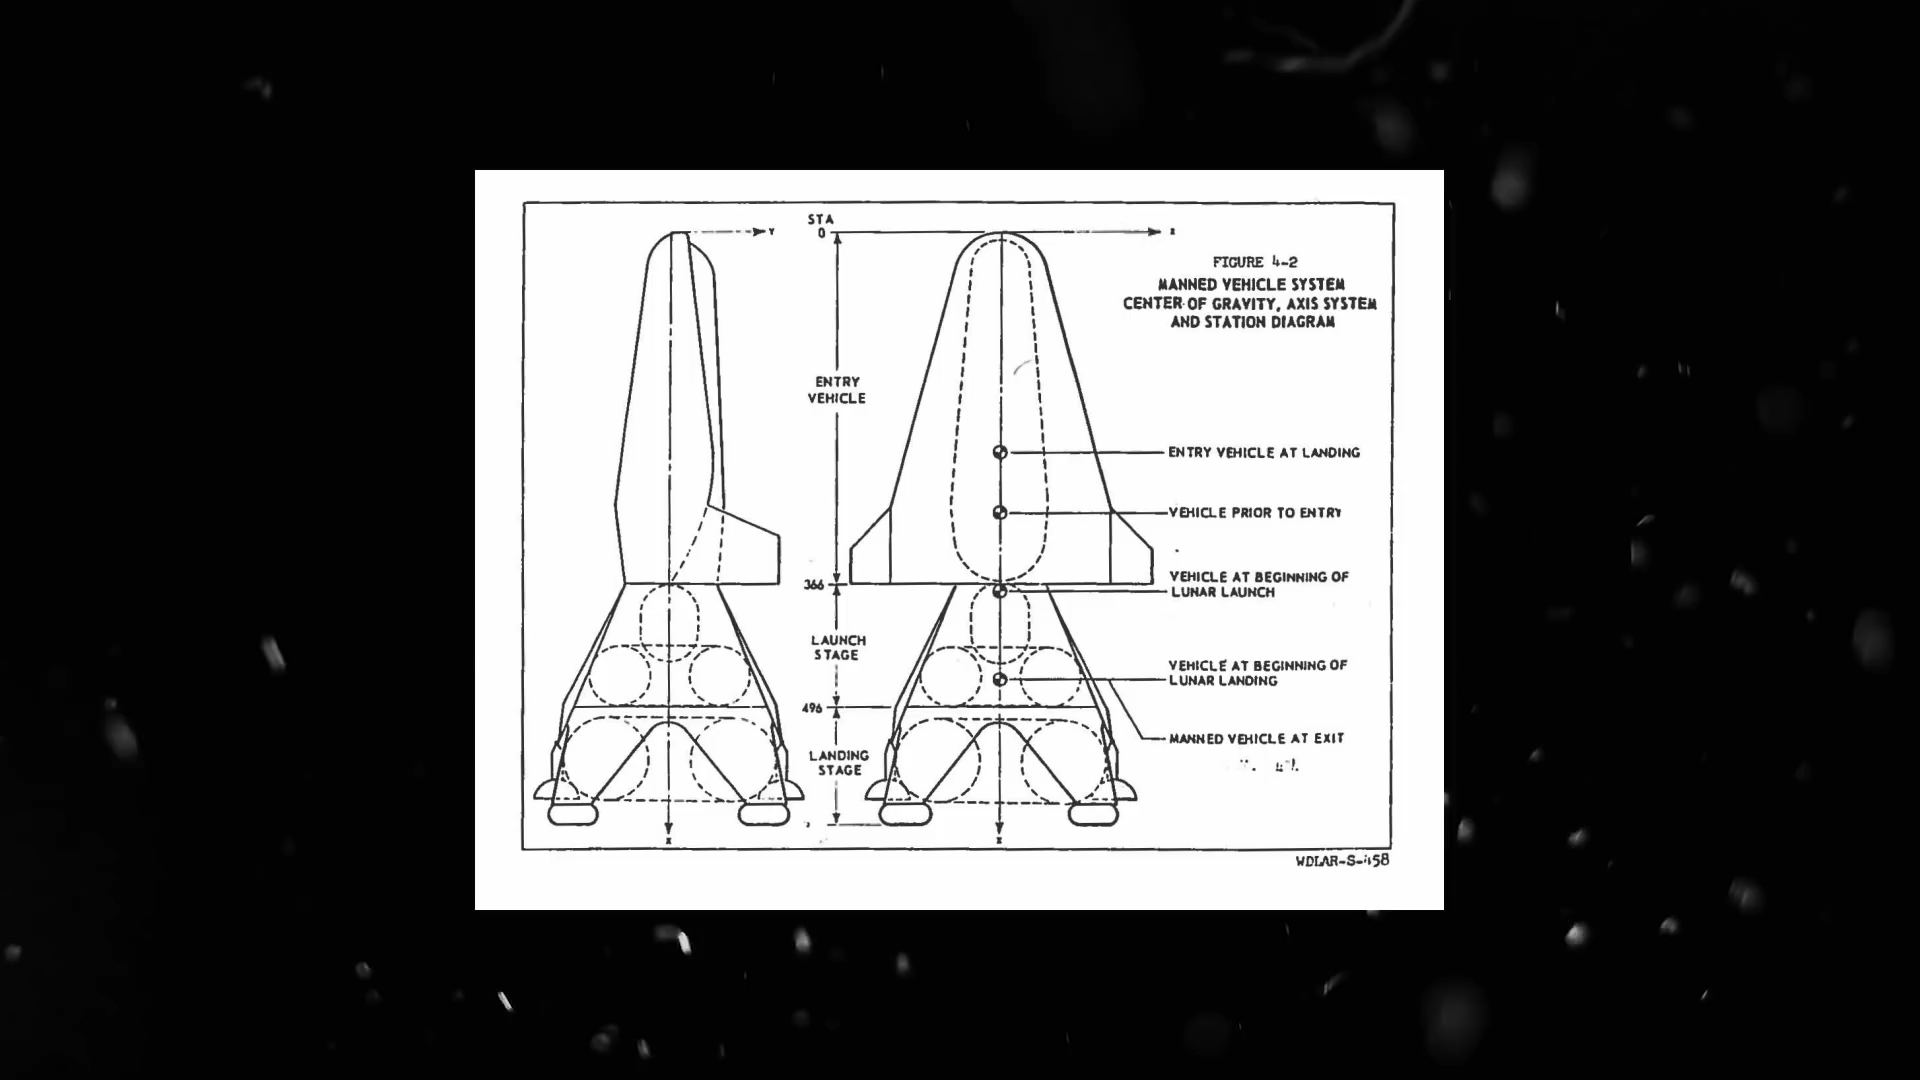 STA
0
Y
FIGURE 4-2
MANNED VEHICLE SYSTEM
CENTER OF GRAVITY, AXIS SYSTEM
AND STATION DIAGRAM
ENTRY
VEHICLE
ENTRY VEHICLE AT LANDING
VEHICLE PRIOR TO ENTRY
366
VEHICLE AT BEGINNING OF
LUNAR LAUNCH
LAUNCH
STAGE
VEHICLE AT BEGINNING OF
LUNAR LANDING
496
MANNED VEHICLE AT EXIT
LANDING
STAGE
X
X
WDLAR-S-458